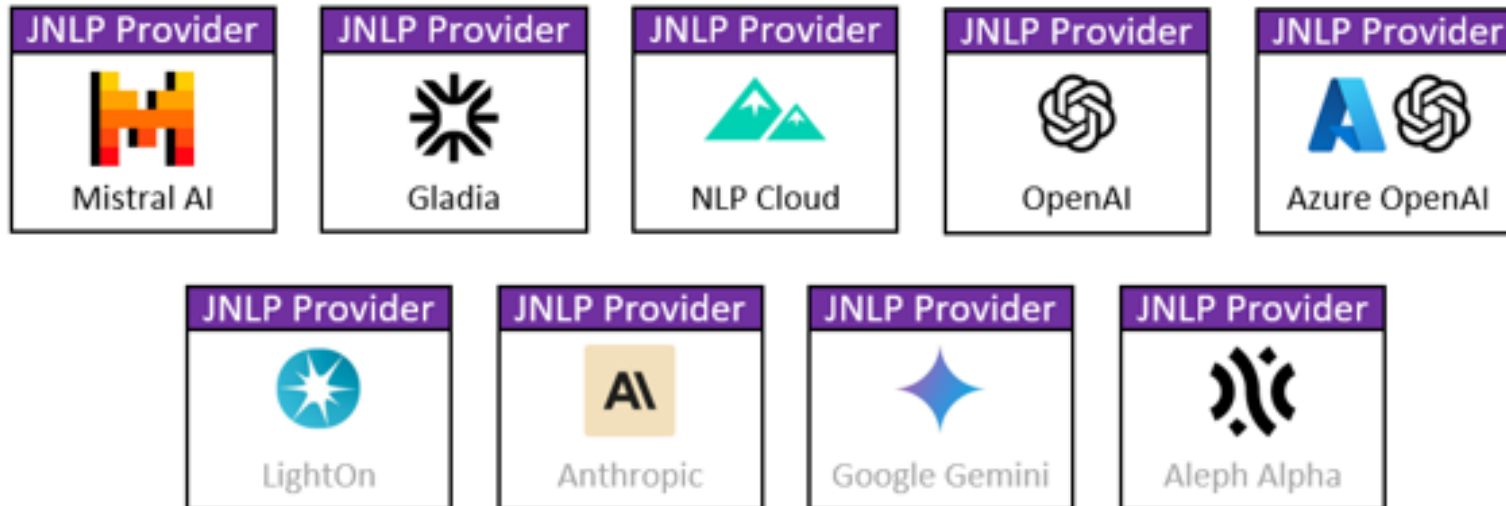 JNLP Provider
JNLP Provider
JNLP Provider
JNLP Provider
JNLP Provider
Mistral AI
Gladia
NLP Cloud
OpenAI
Azure OpenAI
JNLP Provider
JNLP Provider
JNLP Provider
JNLP Provider
AI
LightOn
Anthropic
Google Gemini
Aleph Alpha